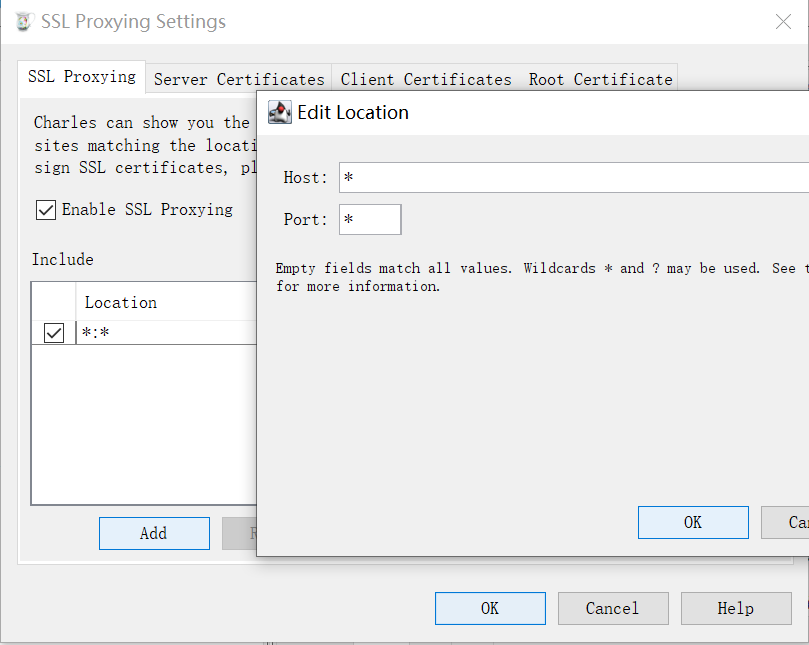 SSL Proxying Settings
SSL Proxying
Server Certificates
Client Certificates
Root Certificate
Charles can show you the
sites matching the locati
sign SSL certificates, pl
Enable SSL Proxying
Include
Location
*:*
Add
Edit Location
Host: *
Port: *
Empty fields match all values. Wildcards * and ? may be used. See t
for more information.
OK
Ca
OK
Cancel
Help